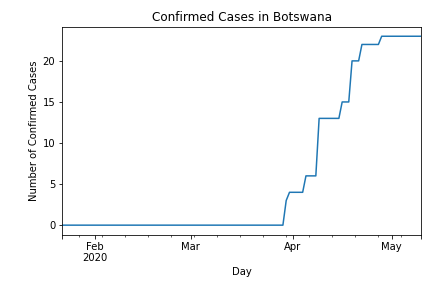 Confirmed Cases in Botswana
Number of Confirmed Cases
20
15
10
5
0
Feb Mar Apr May
2020
Day